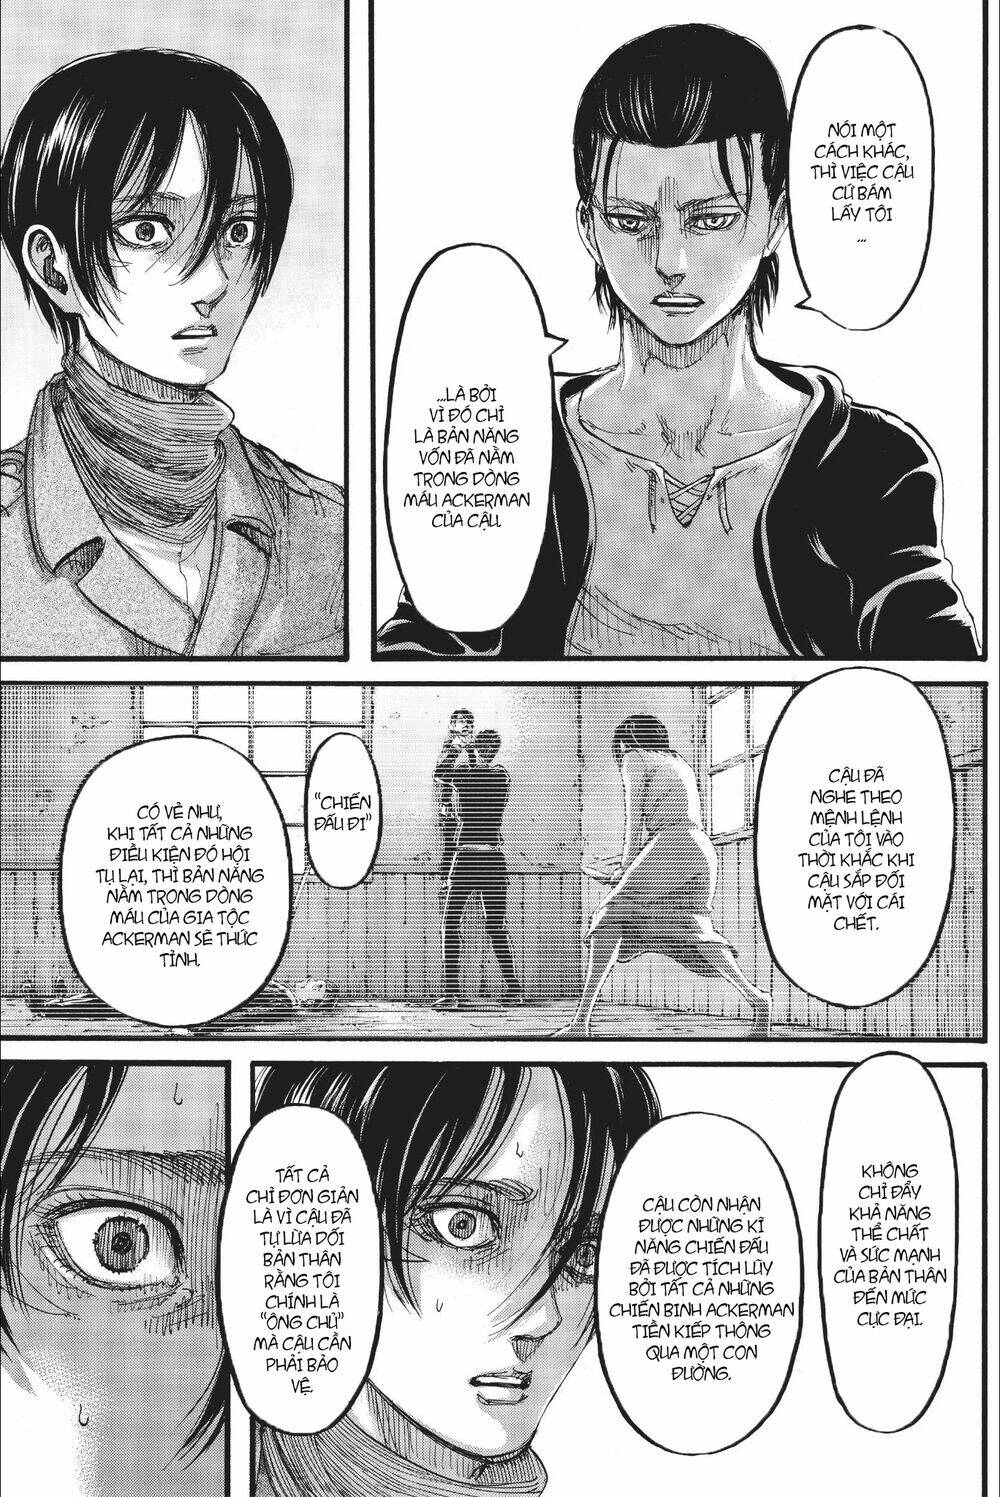 NÓI MỘT
CÁCH KHÁC,
THÌ VIỆC CẬU
CỨ BÁM
LẤY TÔI
...
...LÀ BỞI
VÌ ĐÓ CHỈ
LÀ BẢN NĂNG
VỐN ĐÃ NẰM
TRONG DÒNG
MÁU ACKERMAN
CỦA CẬU.
CẬU ĐÃ
NGHE THEO
MỆNH LỆNH
CỦA TÔI VÀO
THỜI KHẮC KHI
CẬU SẮP ĐỐI
MẶT VỚI CÁI
CHẾT.
"CHIẾN
ĐẤU ĐI"
CÓ VẺ NHƯ,
KHI TẤT CẢ NHỮNG
ĐIỀU KIỆN ĐÓ HỘI
TỤ LẠI, THÌ BẢN NĂNG
NẰM TRONG DÒNG
MÁU CỦA GIA TỘC
ACKERMAN SẼ THỨC
TỈNH.
KHÔNG
CHỈ ĐẨY
KHẢ NĂNG
THỂ CHẤT
VÀ SỨC MẠNH
CỦA BẢN THÂN
ĐẾN MỨC
CỰC ĐẠI.
CẬU CÒN NHẬN
ĐƯỢC NHỮNG KĨ
NĂNG CHIẾN ĐẤU
ĐÃ ĐƯỢC TÍCH LŨY
BỞI TẤT CẢ NHỮNG
CHIẾN BINH ACKERMAN
TIỀN KIẾP THÔNG
QUA MỘT CON
ĐƯỜNG.
TẤT CẢ
CHỈ ĐƠN GIẢN
LÀ VÌ CẬU ĐÃ
TỰ LỪA DỐI
BẢN THÂN
RẰNG TÔI
CHÍNH LÀ
"ÔNG CHỦ"
MÀ CẬU CẦN
PHẢI BẢO
VỆ.